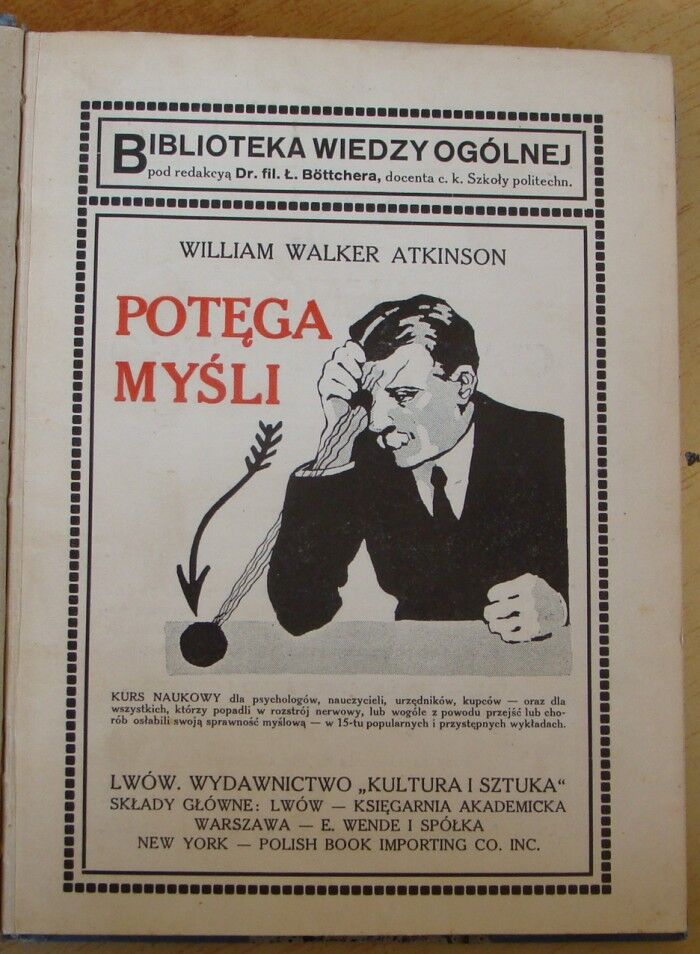 BIBLIOTEKA WIEDZY OGÓLNEJ
pod redakcyą Dr. fil. Ł. Böttchera, docenta c. k. Szkoły politechn.
WILLIAM WALKER ATKINSON
POTĘGA
MYŚLI
KURS NAUKOWY dla psychologów, nauczycieli, urzędników, kupców — oraz dla
wszystkich, którzy popadli w rozstrój nerwowy, lub wogóle z powodu przejść lub cho-
rób osłabili swoją sprawność myślową — w 15-tu popularnych i przystępnych wykładach.
LWÓW. WYDAWNICTWO „KULTURA I SZTUKA“
SKŁADY GŁÓWNE: LWÓW — KSIĘGARNIA AKADEMICKA
WARSZAWA — E. WENDE I SPÓŁKA
NEW YORK — POLISH BOOK IMPORTING CO. INC.